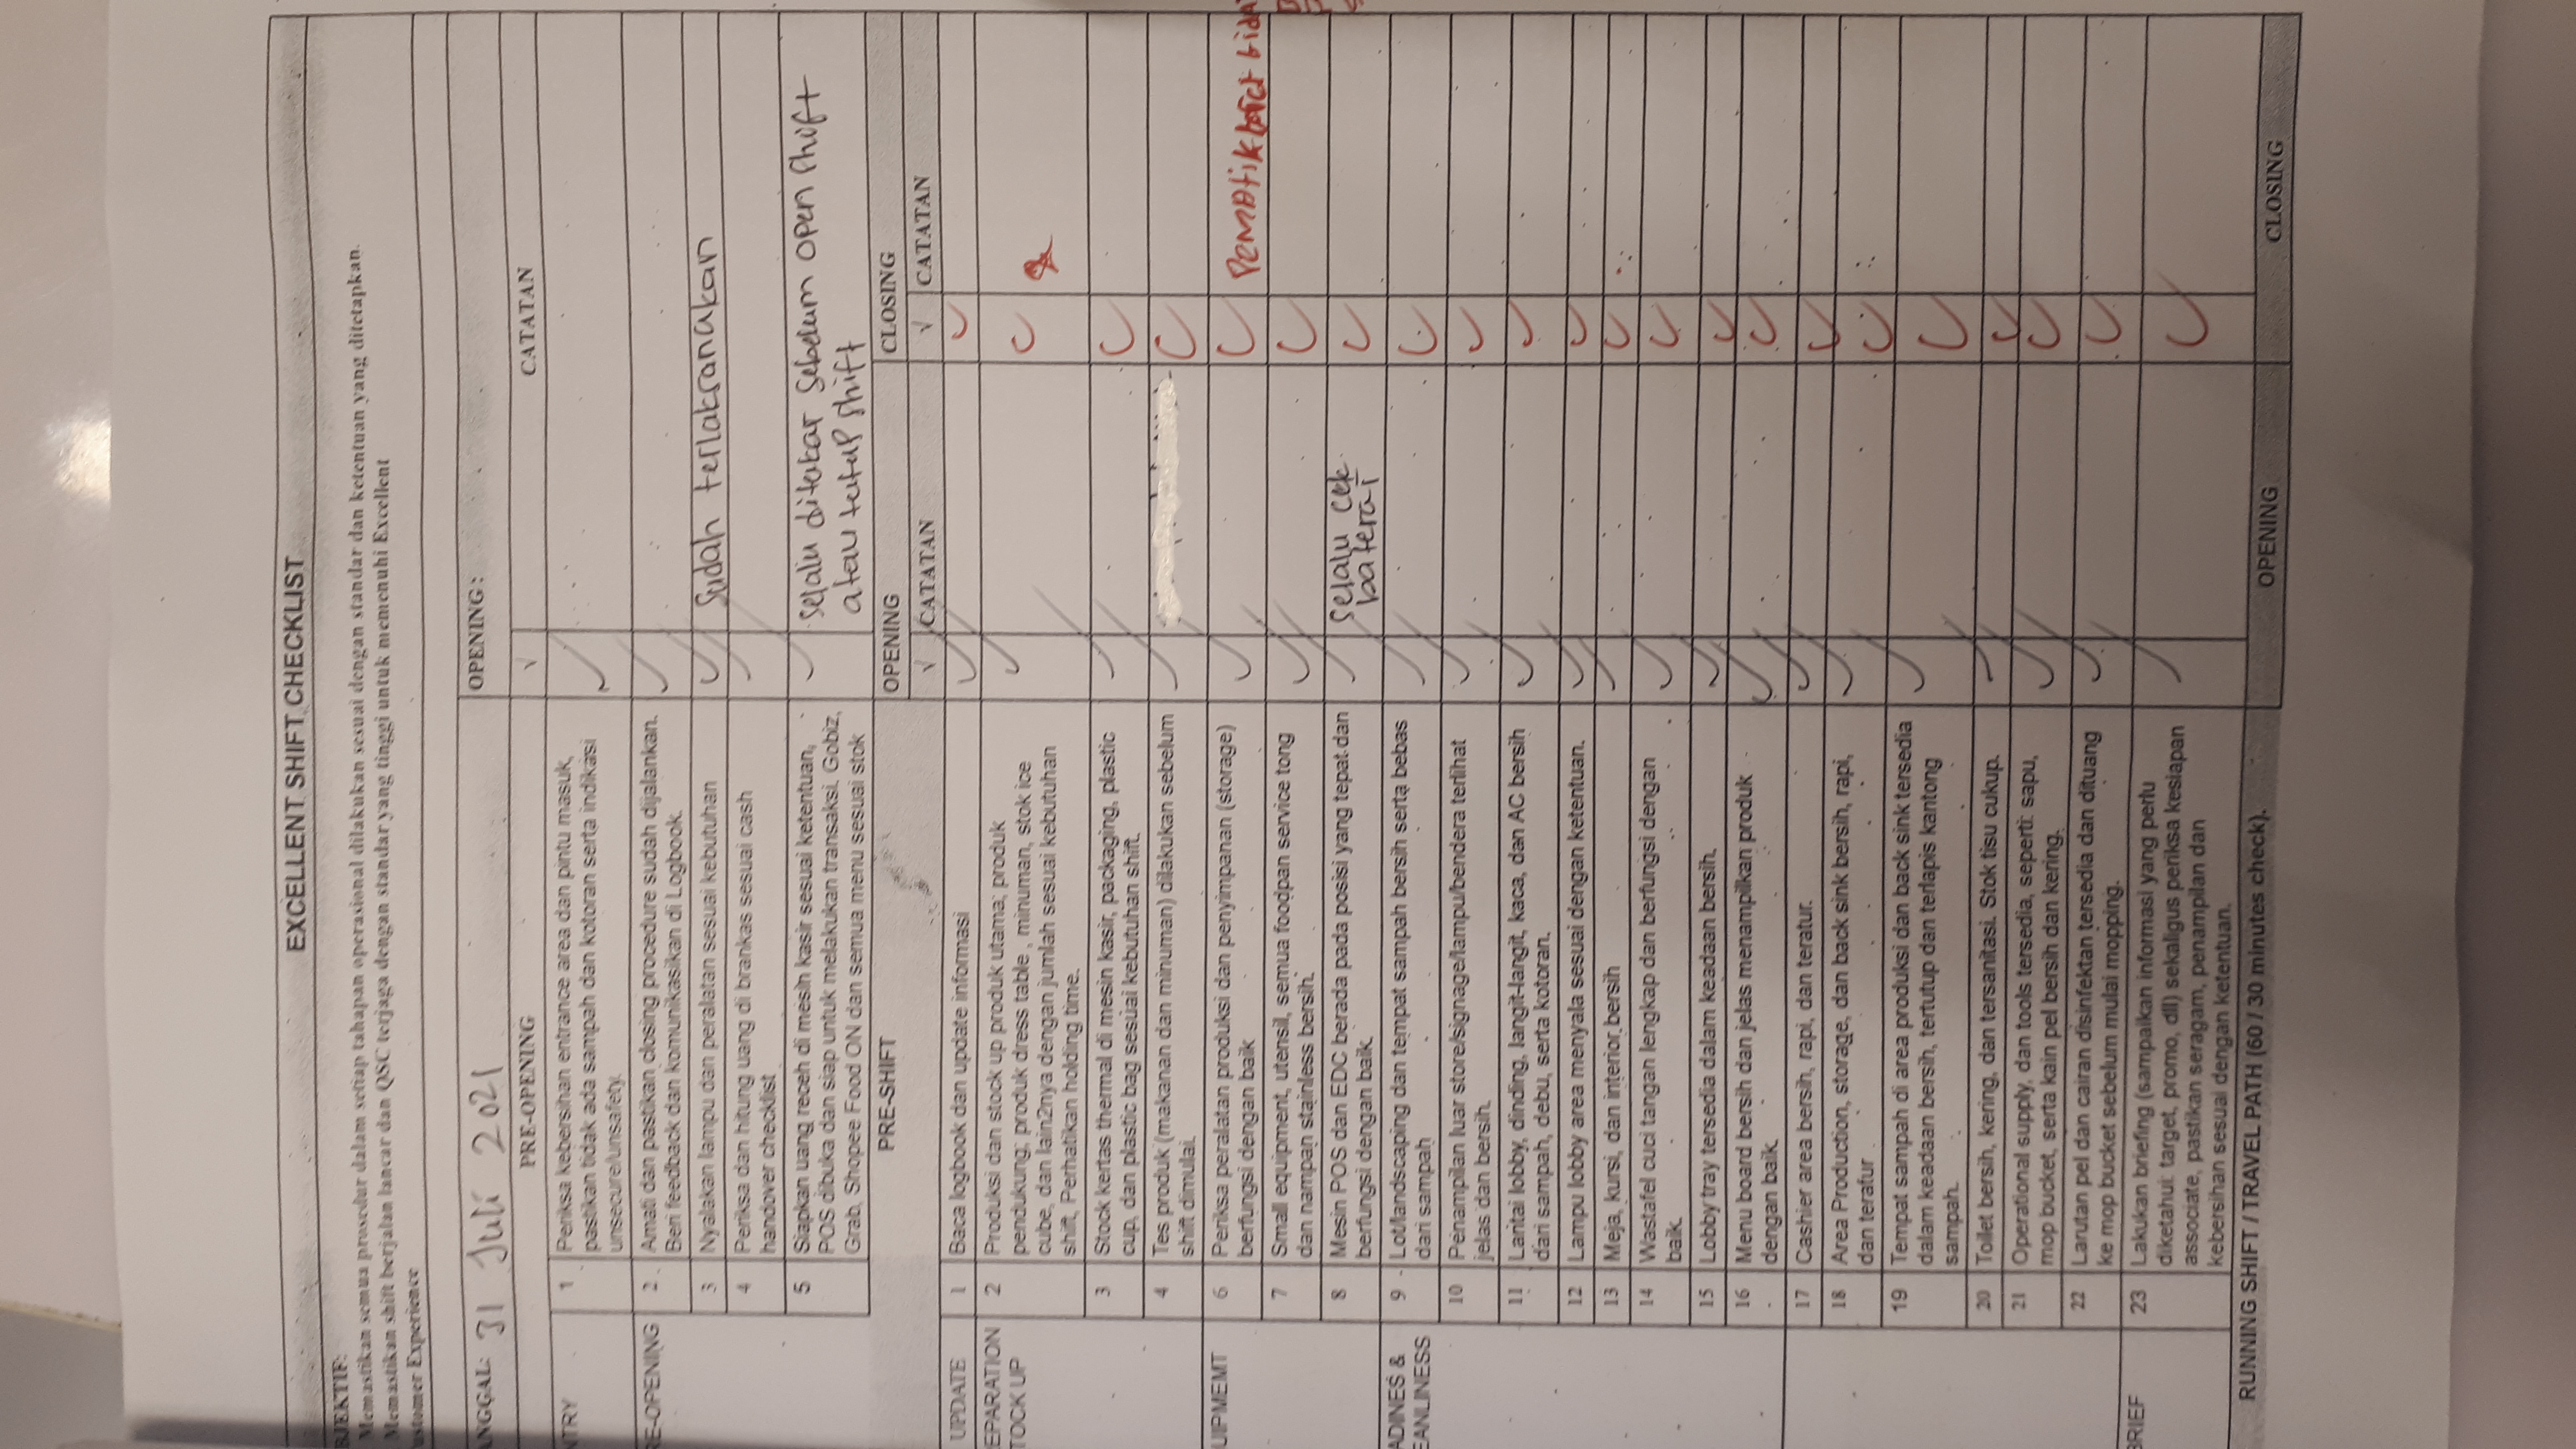 EXCELLENT SHIFT CHECKLIST
BJEKTIF:
Memastikan semua prosedur dalam setiap tahapan operasional dilakukan sesuai dengan standar dan ketentuan yang ditetapkan.
Memastikan shift berjalan lancar dan QSC terjaga dengan standar yang tinggi untuk memenuhi Excellent
ustomer Experience
ANGGAL: 31 Juli 2021 OPENING :
PRE-OPENING √ CATATAN
NTRY 1 Periksa kebersihan entrance area dan pintu masuk,
pastikan tidak ada sampah dan kotoran serta indikasi
unsecure/unsafety.
RE-OPENING 2 Amati dan pastikan closing procedure sudah dijalankan.
Beri feedback dan komunikasikan di Logbook.
3 Nyalakan lampu dan peralatan sesuai kebutuhan Sudah terlaksanakan
4 Periksa dan hitung uang di brankas sesuai cash
handover checklist
5 Siapkan uang receh di mesin kasir sesuai ketentuan, selalu ditukar sebelum open shift
POS dibuka dan siap untuk melakukan transaksi. Gobiz, atau tutup shift
Grab, Shopee Food ON dan semua menu sesuai stok
PRE-SHIFT OPENING CLOSING
√ CATATAN √ CATATAN
UPDATE 1 Baca logbook dan update informasi
EPARATION 2 Produksi dan stock up produk utama; produk
TOCK UP pendukung; produk dress table , minuman, stok ice
cube, dan lain2nya dengan jumlah sesuai kebutuhan
shift, Perhatikan holding time.
3 Stock kertas thermal di mesin kasir, packaging, plastic
cup, dan plastic bag sesuai kebutuhan shift.
4 Tes produk (makanan dan minuman) dilakukan sebelum
shift dimulai.
UIPMEMT 6 Periksa peralatan produksi dan penyimpanan (storage)
berfungsi dengan baik Pematik
7 Small equipment, utensil, semua foodpan service tong
dan nampan stainless bersih.
8 Mesin POS dan EDC berada pada posisi yang tepat dan selalu cek
berfungsi dengan baik. baterai
ADINES & 9 Lot/landscaping dan tempat sampah bersih serta bebas
EANLINESS dari sampah
10 Penampilan luar store/signage/lampu/bendera terlihat
jelas dan bersih.
11 Lantai lobby, dinding, langit-langit, kaca, dan AC bersih
dari sampah, debu, serta kotoran.
12 Lampu lobby area menyala sesuai dengan ketentuan.
13 Meja, kursi, dan interior bersih
14 Wastafel cuci tangan lengkap dan berfungsi dengan
baik.
15 Lobby tray tersedia dalam keadaan bersih.
16 Menu board bersih dan jelas menampilkan produk
dengan baik.
17 Cashier area bersih, rapi, dan teratur.
18 Area Production, storage, dan back sink bersih, rapi,
dan teratur
19 Tempat sampah di area produksi dan back sink tersedia
dalam keadaan bersih, tertutup dan terlapis kantong
sampah.
20 Toilet bersih, kering, dan tersanitasi. Stok tisu cukup.
21 Operational supply, dan tools tersedia, seperti: sapu,
mop bucket, serta kain pel bersih dan kering.
22 Larutan pel dan cairan disinfektan tersedia dan dituang
ke mop bucket sebelum mulai mopping.
BRIEF 23 Lakukan briefing (sampaikan informasi yang perlu
diketahui: target, promo, dll) sekaligus periksa kesiapan
associate, pastikan seragam, penampilan dan
kebersihan sesuai dengan ketentuan.
RUNNING SHIFT / TRAVEL PATH (60 / 30 minutes check). OPENING CLOSING